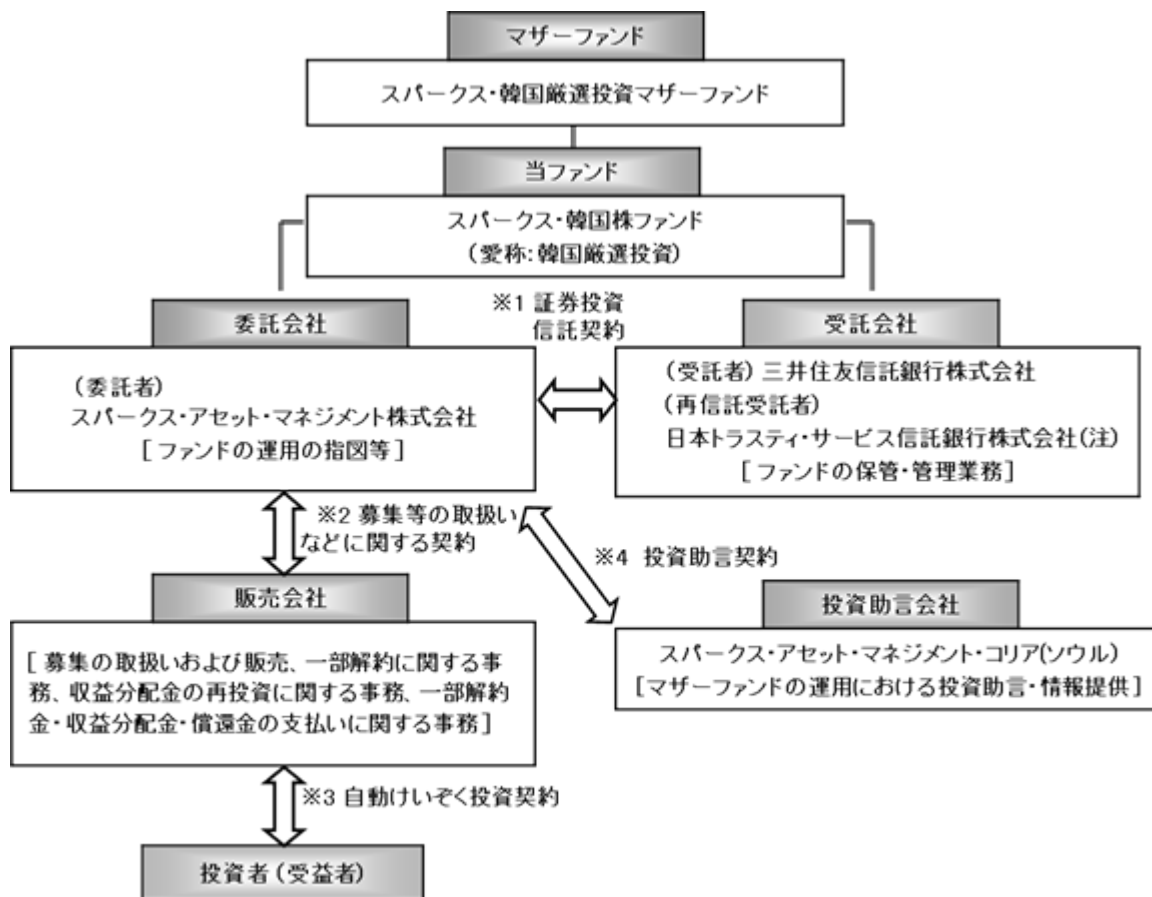 マザーファンド
スパークス・韓国厳選投資マザーファンド
当ファンド
スパークス・韓国株ファンド
(愛称:韓国厳選投資)
※1 証券投資
信託契約
委託会社
(委託者)
スパークス・アセット・マネジメント株式会社
[ファンドの運用の指図等]
受託会社
(受託者) 三井住友信託銀行株式会社
(再信託受託者)
日本トラスティ・サービス信託銀行株式会社(注)
[ファンドの保管・管理業務]
※2 募集等の取扱い
などに関する契約
※4 投資助言契約
販売会社
[募集の取扱いおよび販売、一部解約に関する事
務、収益分配金の再投資に関する事務、一部解約
金・収益分配金・償還金の支払いに関する事務]
投資助言会社
スパークス・アセット・マネジメント・コリア(ソウル)
[マザーファンドの運用における投資助言・情報提供]
※3 自動けいぞく投資契約
投資者(受益者)